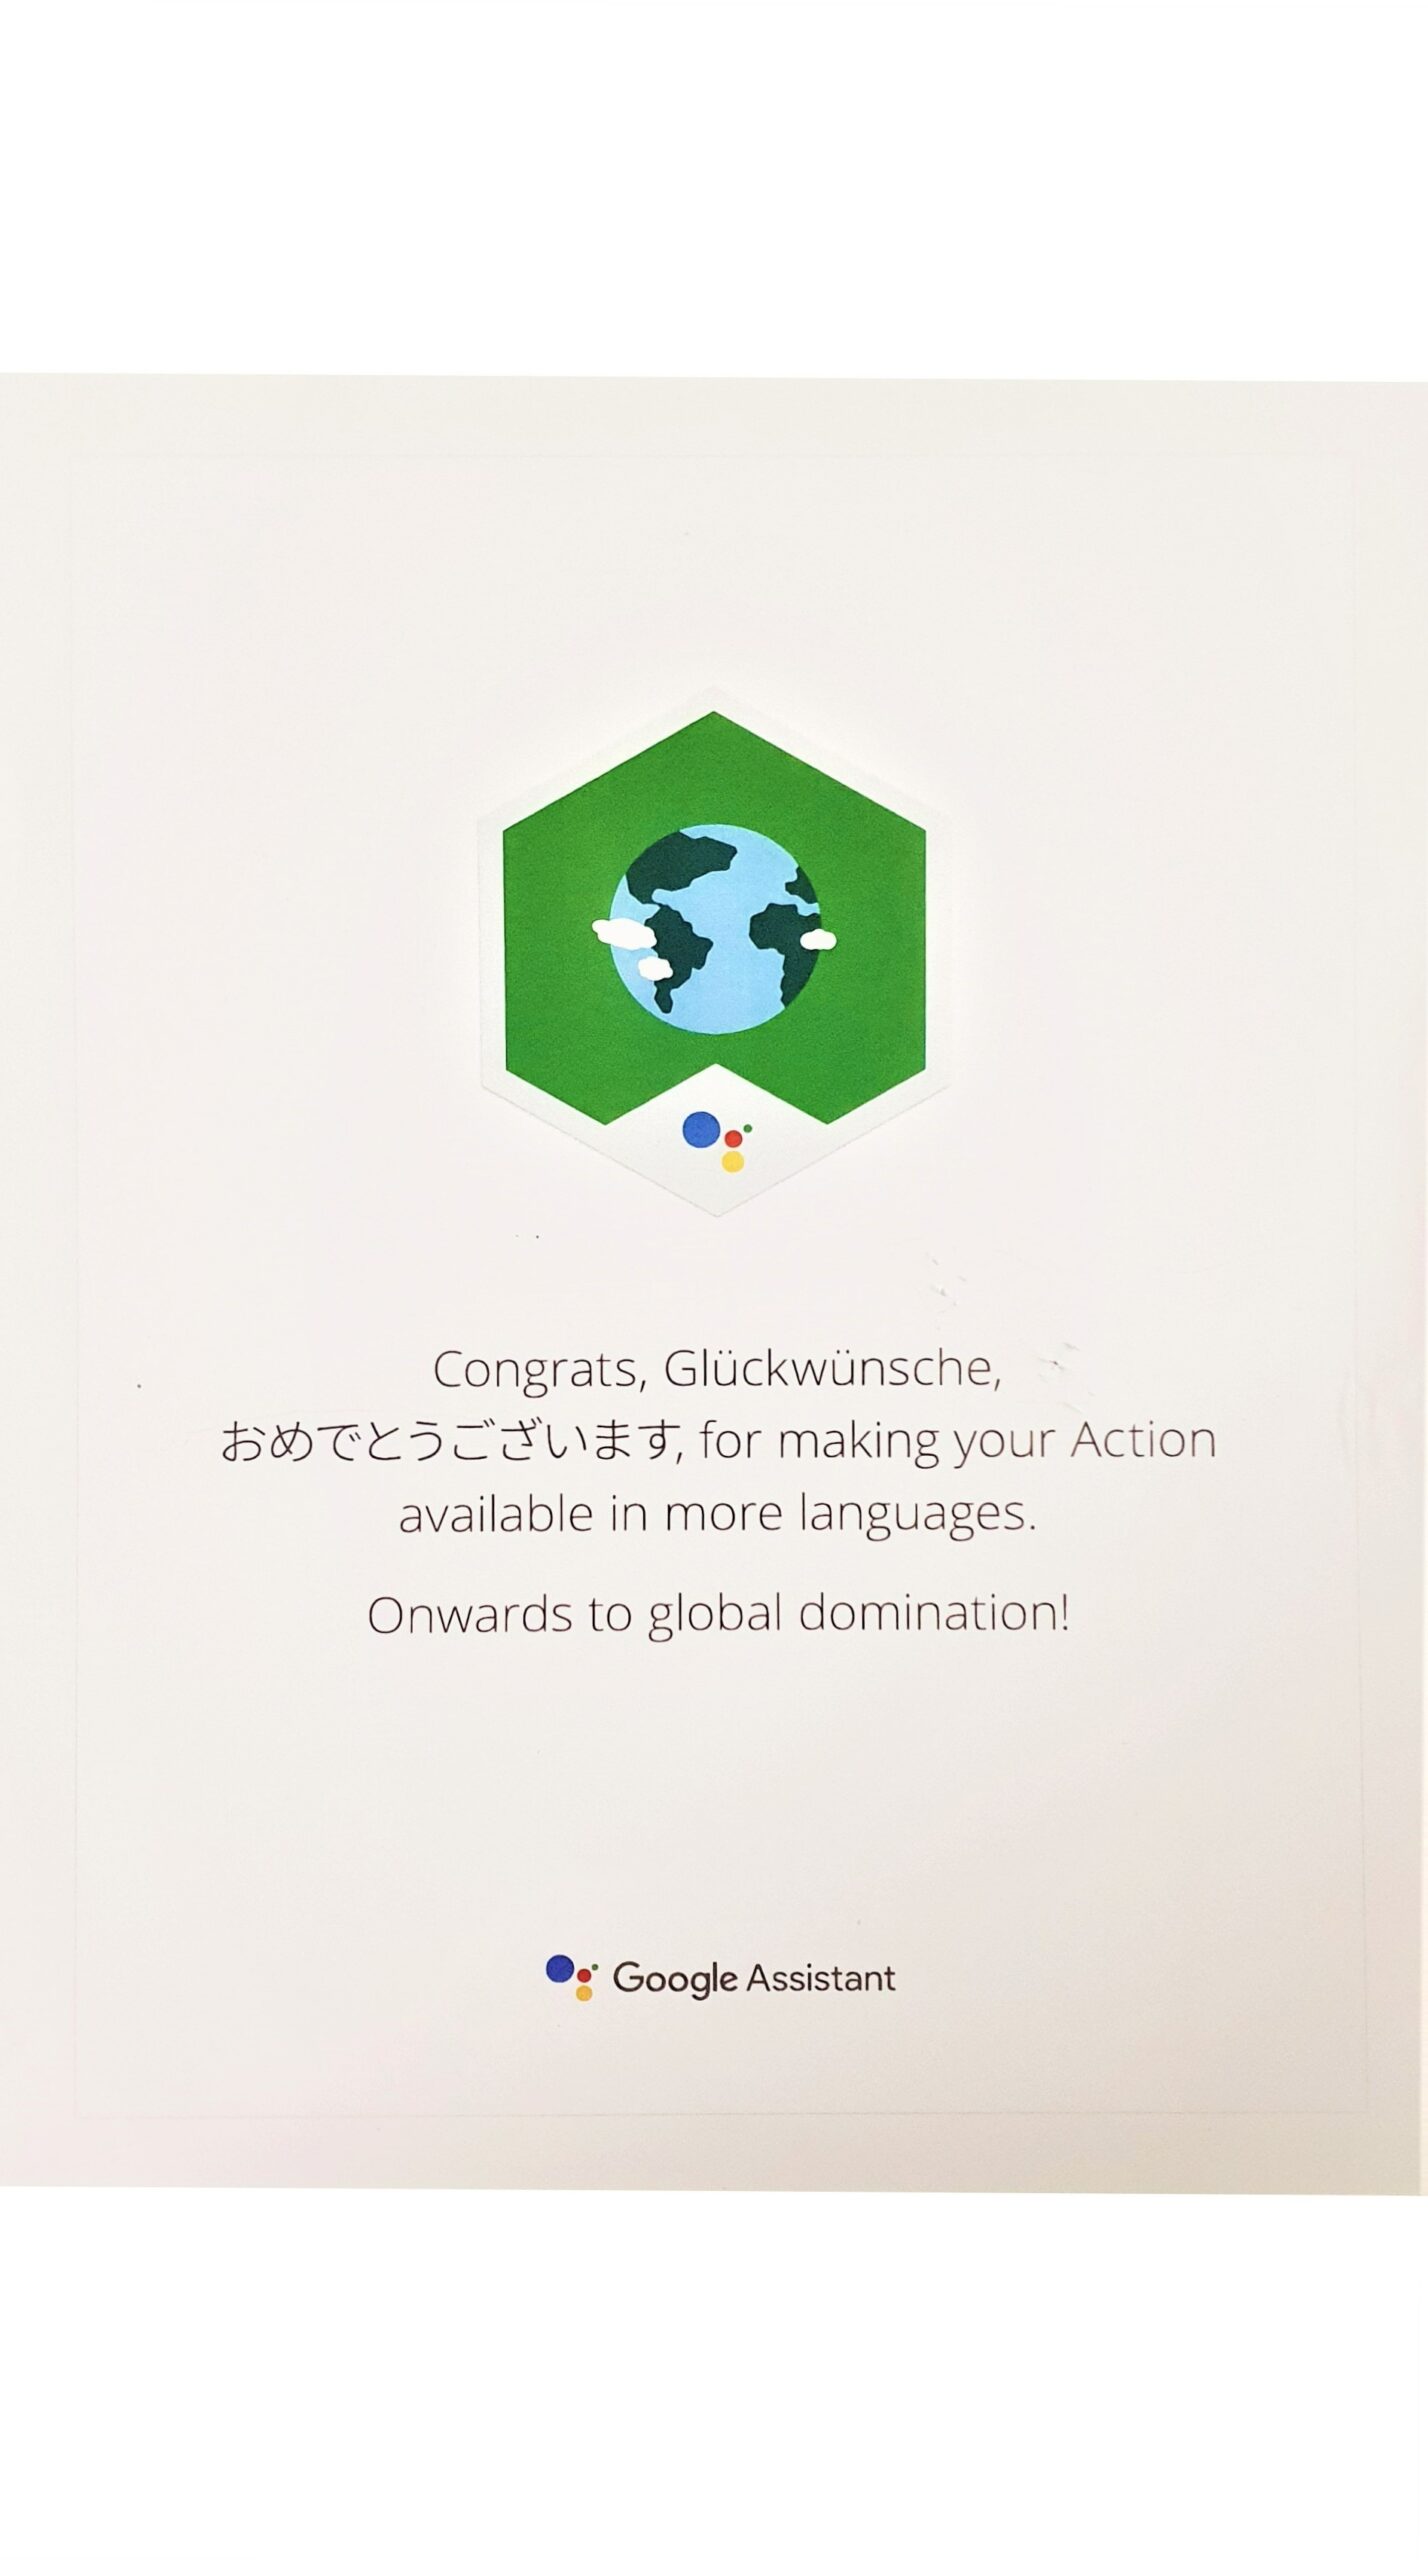 Congrats, Glückwünsche,
おめでとうございます, for making your Action
available in more languages.
Onwards to global domination!
Google Assistant